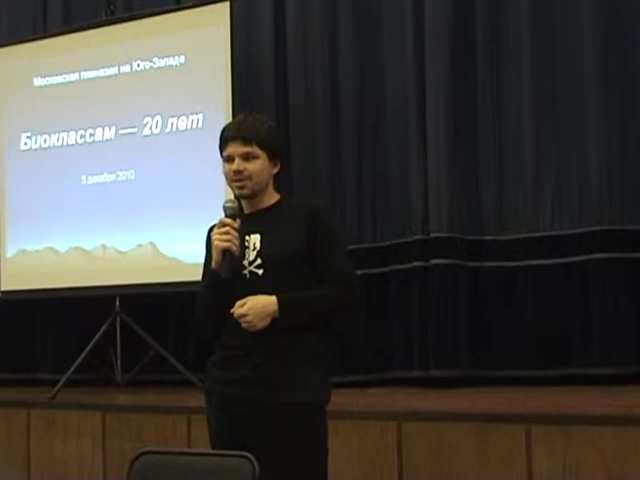 Московская гимназия на Юго-Западе
Биоклассам — 20 лет
5 декабря 2010